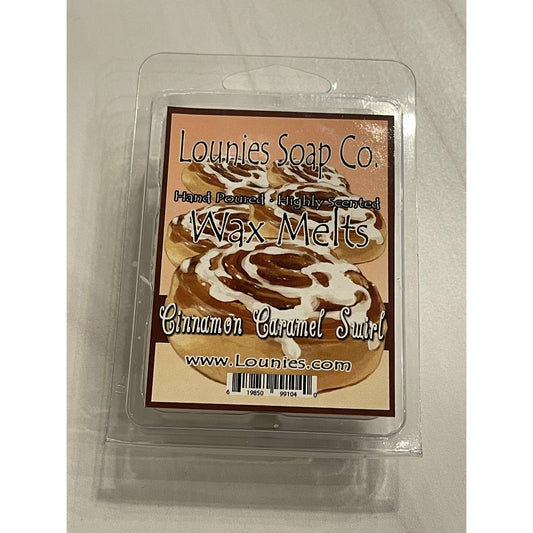 Lounies Soap Co.
Hand Poured - Highly Scented
Wax Melts
Cinnamon Caramel Swirl
www.Lounies.com
6 19850 99104 0